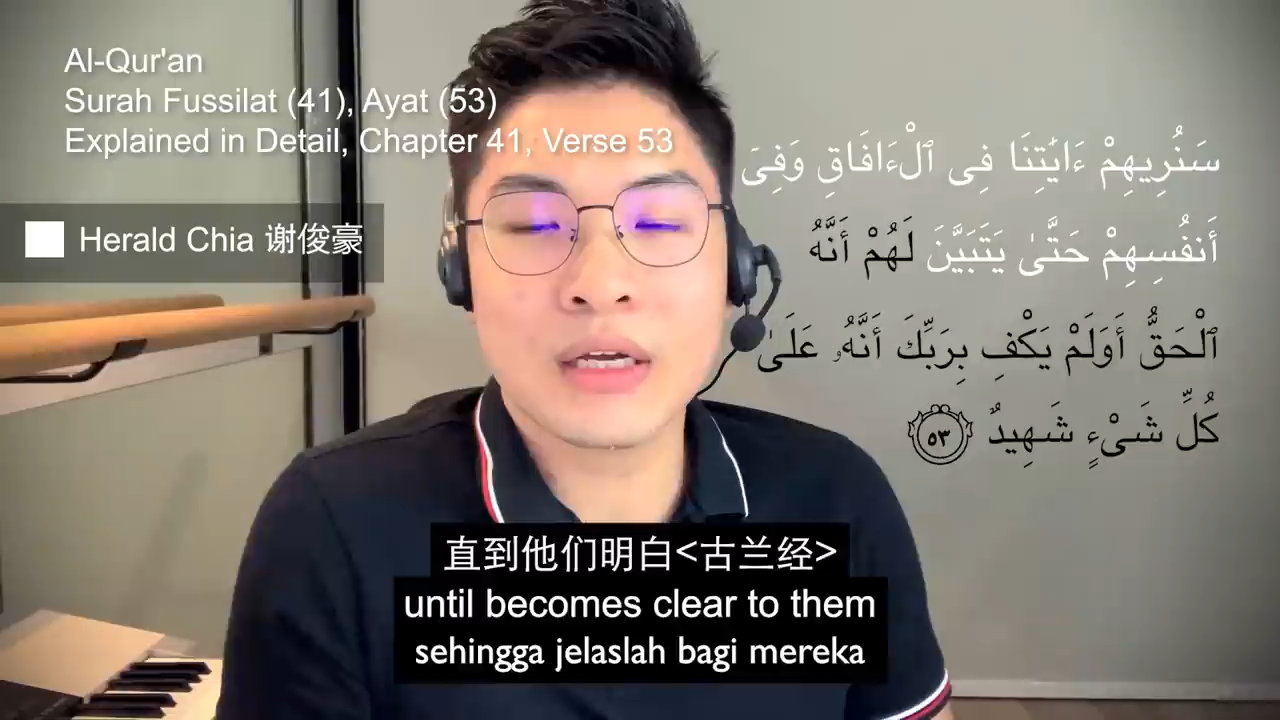 Al-Qur'an
Surah Fussilat (41), Ayat (53)
Explained in Detail, Chapter 41, Verse 53
Herald Chia 谢俊豪
سَنُرِيهِمْ ءَايَـٰتِنَا فِى ٱلْـَٔافَاقِ وَفِىٓ
أَنفُسِهِمْ حَتَّىٰ يَتَبَيَّنَ لَهُمْ أَنَّهُ
ٱلْحَقُّ أَوَلَمْ يَكْفِ بِرَبِّكَ أَنَّهُۥ عَلَىٰ
كُلِّ شَىْءٍ شَهِيدٌ ٥٣
直到他们明白<古兰经>
until becomes clear to them
sehingga jelaslah bagi mereka